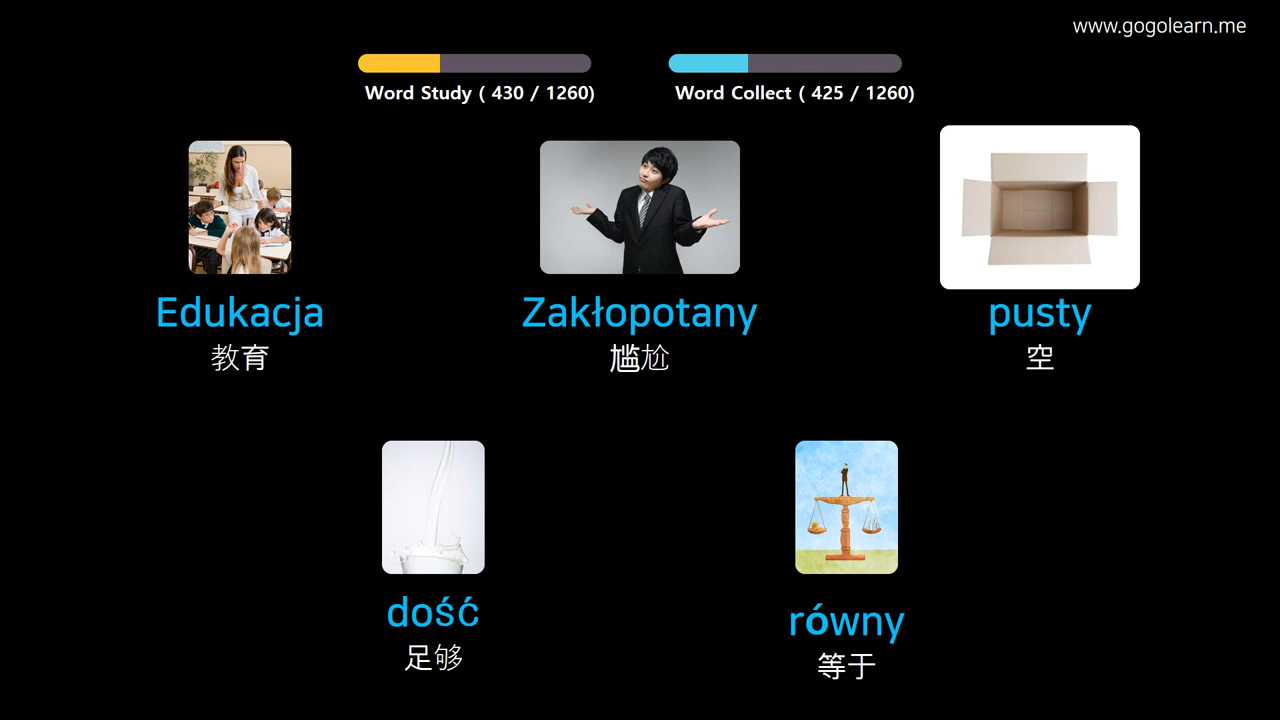 www.gogolearn.me
Word Study ( 430 / 1260)
Word Collect ( 425 / 1260)
Edukacja
教育
Zakłopotany
尴尬
pusty
空
dość
足够
równy
等于